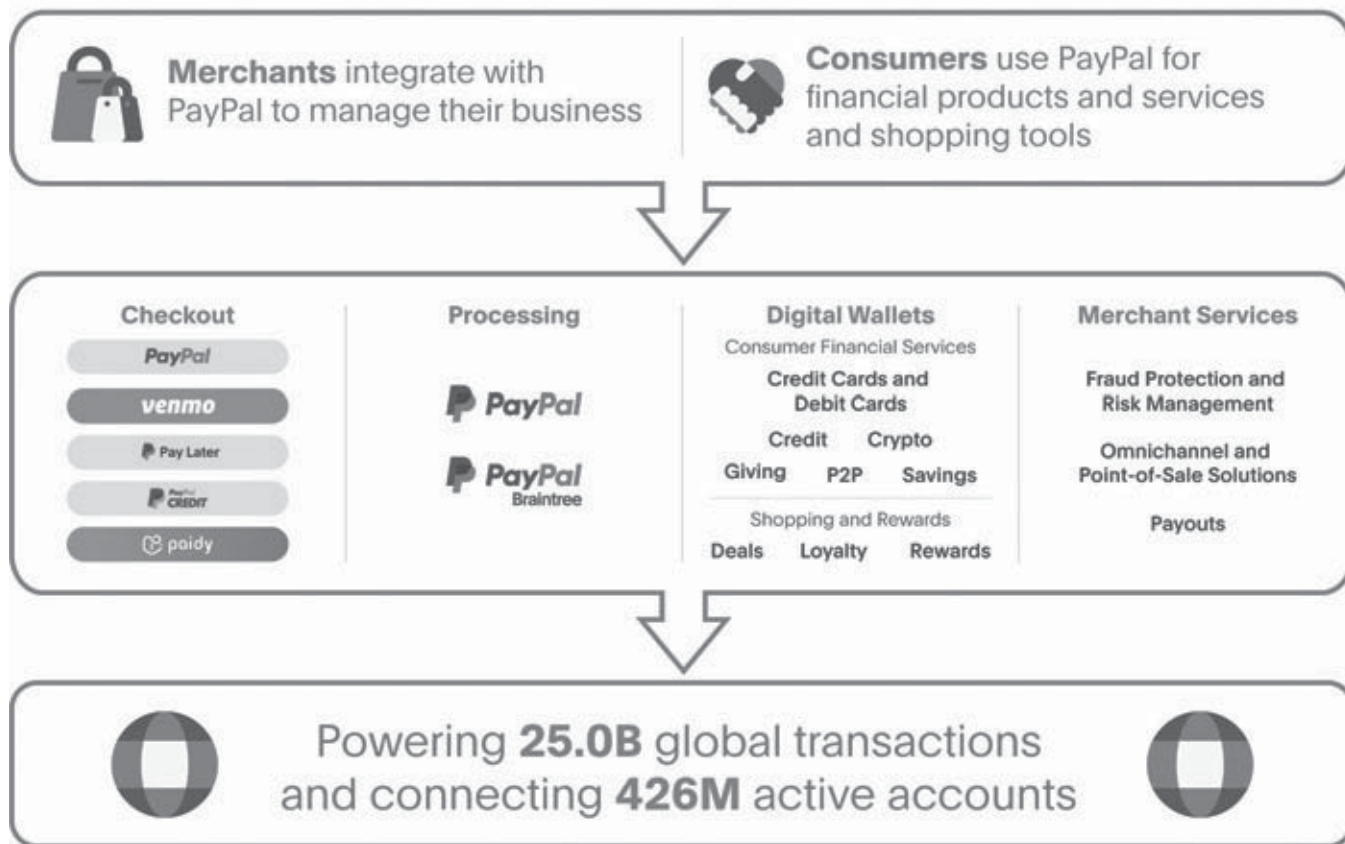 Merchants integrate with
PayPal to manage their business
Consumers use PayPal for
financial products and services
and shopping tools
Checkout
PayPal
venmo
Pay Later
PayPal
CREDIT
paidy
Processing
PayPal
PayPal
Braintree
Digital Wallets
Consumer Financial Services
Credit Cards and
Debit Cards
Credit Crypto
Giving P2P Savings
Shopping and Rewards
Deals Loyalty Rewards
Merchant Services
Fraud Protection and
Risk Management
Omnichannel and
Point-of-Sale Solutions
Payouts
Powering 25.0B global transactions
and connecting 426M active accounts